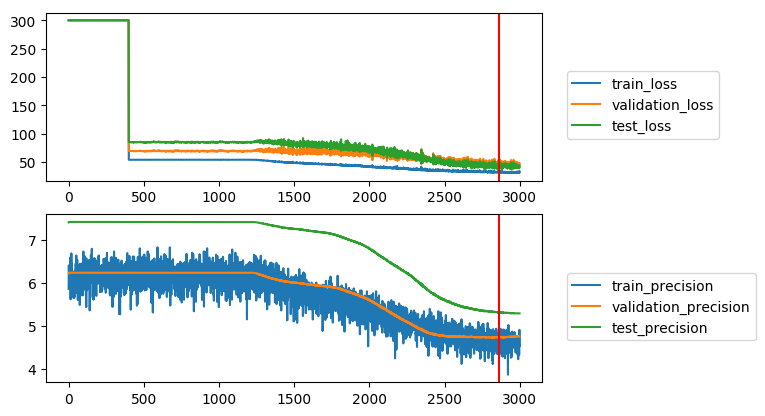 300
250
200
150
100
50
0 500 1000 1500 2000 2500 3000
train_loss
validation_loss
test_loss
7
6
5
4
0 500 1000 1500 2000 2500 3000
train_precision
validation_precision
test_precision